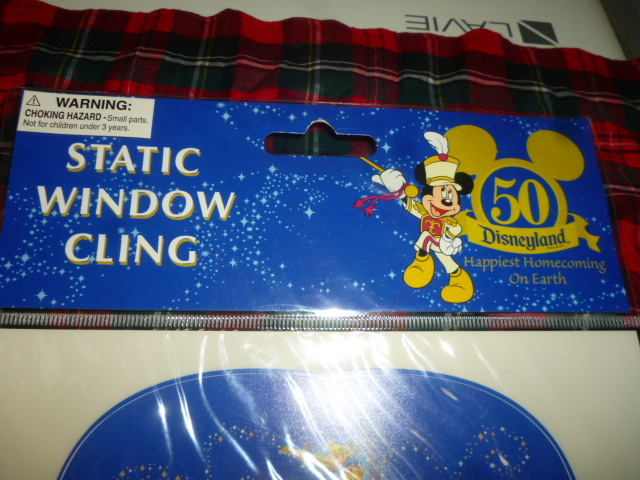 LAVIE
WARNING:
CHOKING HAZARD • Small parts.
Not for children under 3 years.
STATIC
WINDOW
CLING
50
Disneyland
Happiest Homecoming
On Earth